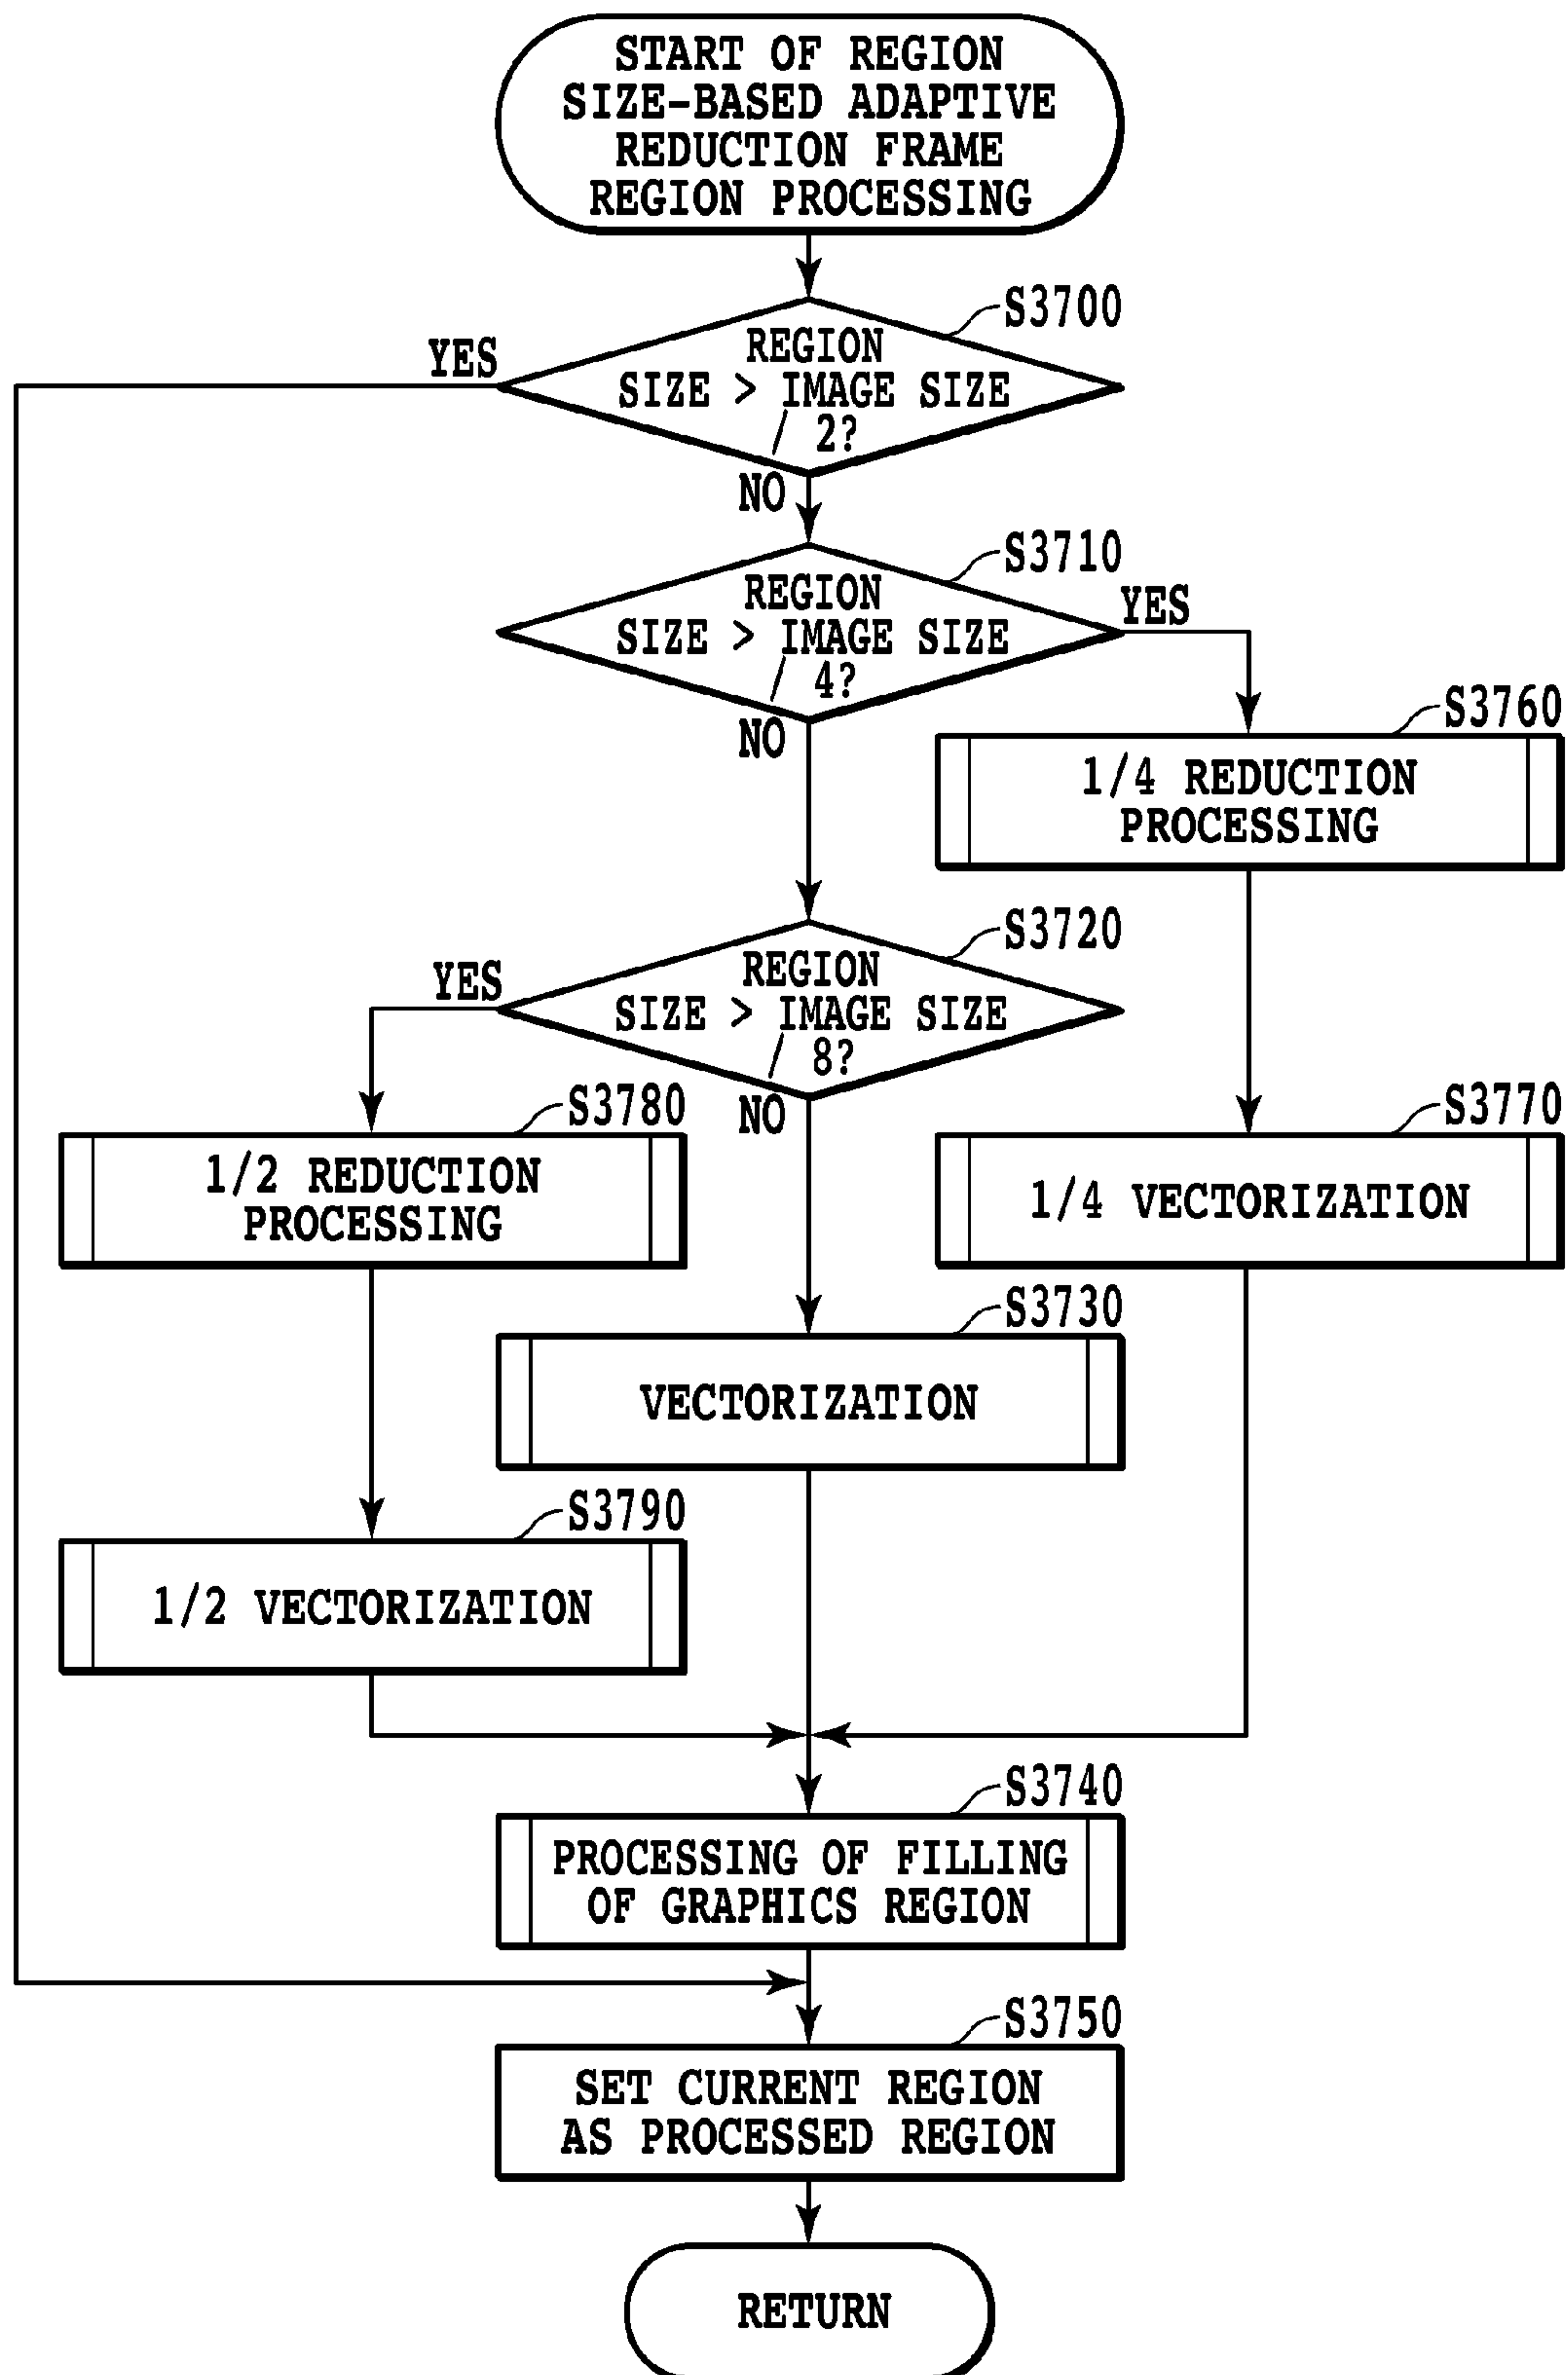 START OF REGION
SIZE-BASED ADAPTIVE
REDUCTION FRAME
REGION PROCESSING
S3700
YES
REGION
SIZE > IMAGE SIZE
/ 2?
NO
S3710
YES
REGION
SIZE > IMAGE SIZE
/ 4?
NO
S3760
1/4 REDUCTION
PROCESSING
S3720
YES
REGION
SIZE > IMAGE SIZE
/ 8?
NO
S3780
1/2 REDUCTION
PROCESSING
S3770
1/4 VECTORIZATION
S3730
VECTORIZATION
S3790
1/2 VECTORIZATION
S3740
PROCESSING OF FILLING
OF GRAPHICS REGION
S3750
SET CURRENT REGION
AS PROCESSED REGION
RETURN